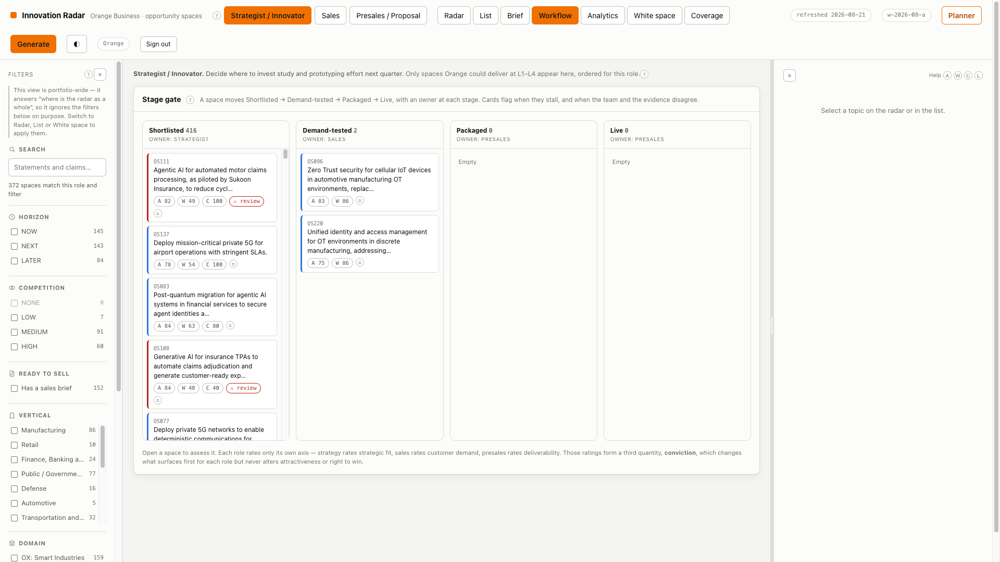 Innovation Radar
Orange Business · opportunity spaces
?
Strategist / Innovator
Sales
Presales / Proposal
Radar
List
Brief
Workflow
Analytics
White space
Coverage
refreshed 2026-08-21
w-2026-08-a
Planner
Generate
Orange
Sign out
FILTERS
?
«
This view is portfolio-wide — it
answers “where is the radar as a
whole”, so it ignores the filters
below on purpose. Switch to
Radar, List or White space to
apply them.
SEARCH
Statements and claims...
372 spaces match this role and
filter
HORIZON
NOW 145
NEXT 143
LATER 84
COMPETITION
NONE 0
LOW 7
MEDIUM 91
HIGH 60
READY TO SELL
Has a sales brief 152
VERTICAL
Manufacturing 86
Retail 10
Finance, Banking a... 24
Public / Governme... 77
Defense 16
Automotive 5
Transportation and... 32
DOMAIN
OX: Smart Industries 159
Strategist / Innovator. Decide where to invest study and prototyping effort next quarter. Only spaces Orange could deliver at L1–L4 appear here, ordered for this role. ?
Stage gate ? A space moves Shortlisted → Demand-tested → Packaged → Live, with an owner at each stage. Cards flag when they stall, and when the team and the evidence disagree.
Shortlisted 416
OWNER: STRATEGIST
OS111
Agentic AI for automated motor claims
processing, as piloted by Sukoon
Insurance, to reduce cycl...
A 82 W 49 C 100 ⚠ review
=
OS137
Deploy mission-critical private 5G for
airport operations with stringent SLAs.
A 78 W 54 C 100 =
OS083
Post-quantum migration for agentic AI
systems in financial services to secure
agent identities a...
A 84 W 63 C 80 =
OS108
Generative AI for insurance TPAs to
automate claims adjudication and
generate customer-ready exp...
A 84 W 48 C 40 ⚠ review
=
OS077
Deploy private 5G networks to enable
deterministic communications for
Demand-tested 2
OWNER: SALES
OS096
Zero Trust security for cellular IoT devices
in automotive manufacturing OT
environments, replac...
A 83 W 86 =
OS220
Unified identity and access management
for OT environments in discrete
manufacturing, addressing...
A 75 W 86 =
Packaged 0
OWNER: PRESALES
Empty
Live 0
OWNER: PRESALES
Empty
Open a space to assess it. Each role rates only its own axis — strategy rates strategic fit, sales rates customer demand, presales rates deliverability. Those ratings form a third quantity, conviction, which changes
what surfaces first for each role but never alters attractiveness or right to win.
»
Help A W C L
Select a topic on the radar or in the list.